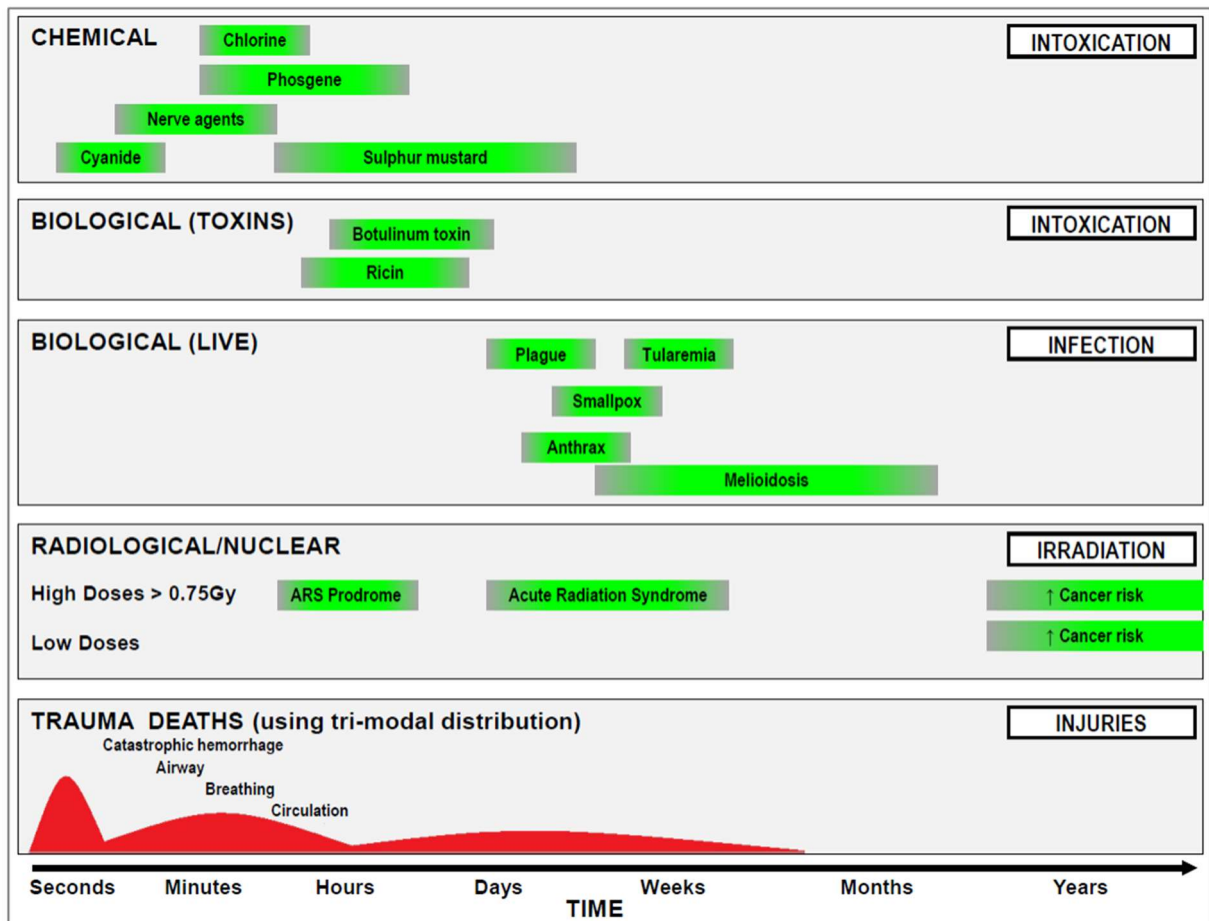 CHEMICAL
INTOXICATION
Chlorine
Phosgene
Nerve agents
Cyanide
Sulphur mustard
BIOLOGICAL (TOXINS)
INTOXICATION
Botulinum toxin
Ricin
BIOLOGICAL (LIVE)
INFECTION
Plague
Tularemia
Smallpox
Anthrax
Melioidosis
RADIOLOGICAL/NUCLEAR
IRRADIATION
High Doses > 0.75Gy
ARS Prodrome
Acute Radiation Syndrome
↑ Cancer risk
Low Doses
↑ Cancer risk
TRAUMA DEATHS (using tri-modal distribution)
INJURIES
Catastrophic hemorrhage
Airway
Breathing
Circulation
Seconds Minutes Hours Days Weeks Months Years
TIME